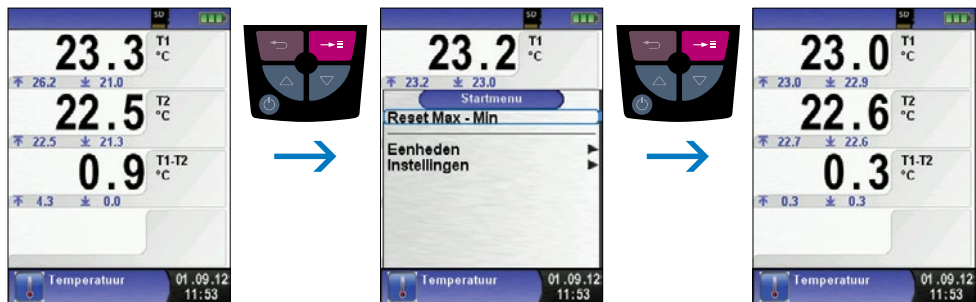 SD
23.3 T1 °C
26.2 21.0
22.5 T2 °C
22.5 21.3
0.9 T1-T2 °C
4.3 0.0
Temperatuur 01.09.12 11:53
SD
23.2 T1 °C
23.2 23.0
Startmenu
Reset Max - Min
Eenheden
Instellingen
Temperatuur 01.09.12 11:53
SD
23.0 T1 °C
23.0 22.9
22.6 T2 °C
22.7 22.6
0.3 T1-T2 °C
0.3 0.3
Temperatuur 01.09.12 11:53